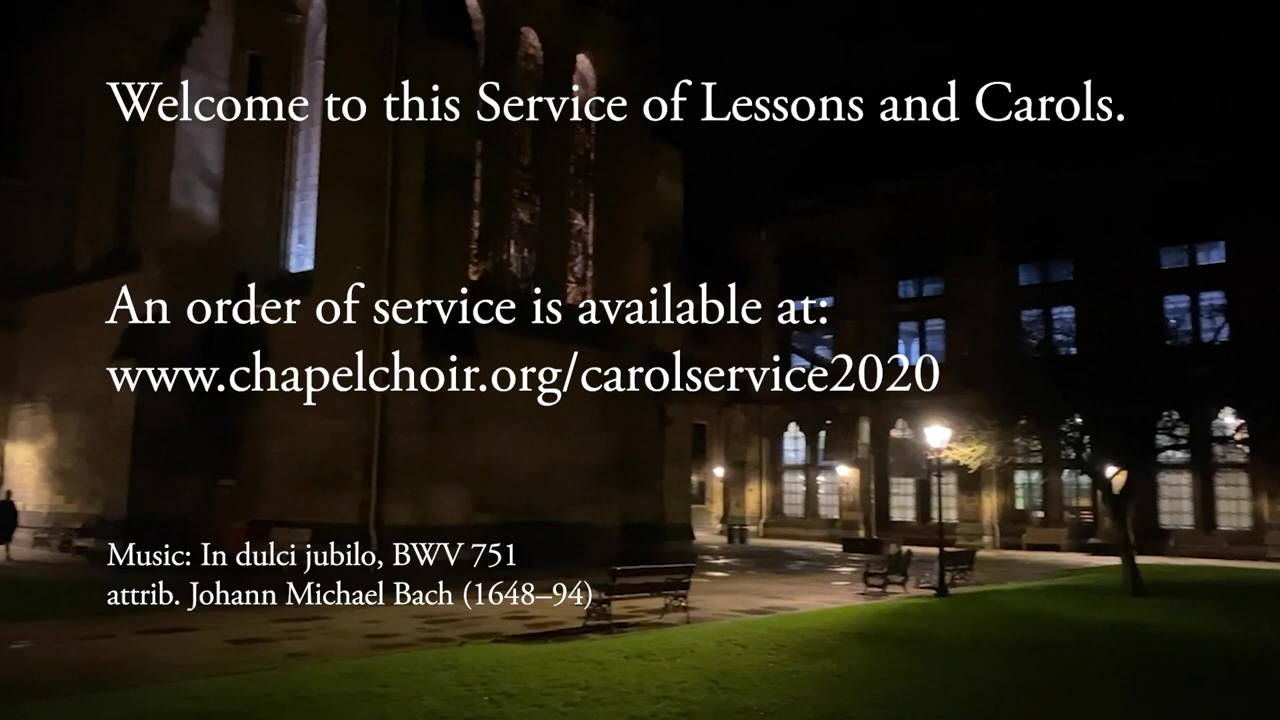 Welcome to this Service of Lessons and Carols.
An order of service is available at:
www.chapelchoir.org/carolservice2020
Music: In dulci jubilo, BWV 751
attrib. Johann Michael Bach (1648–94)